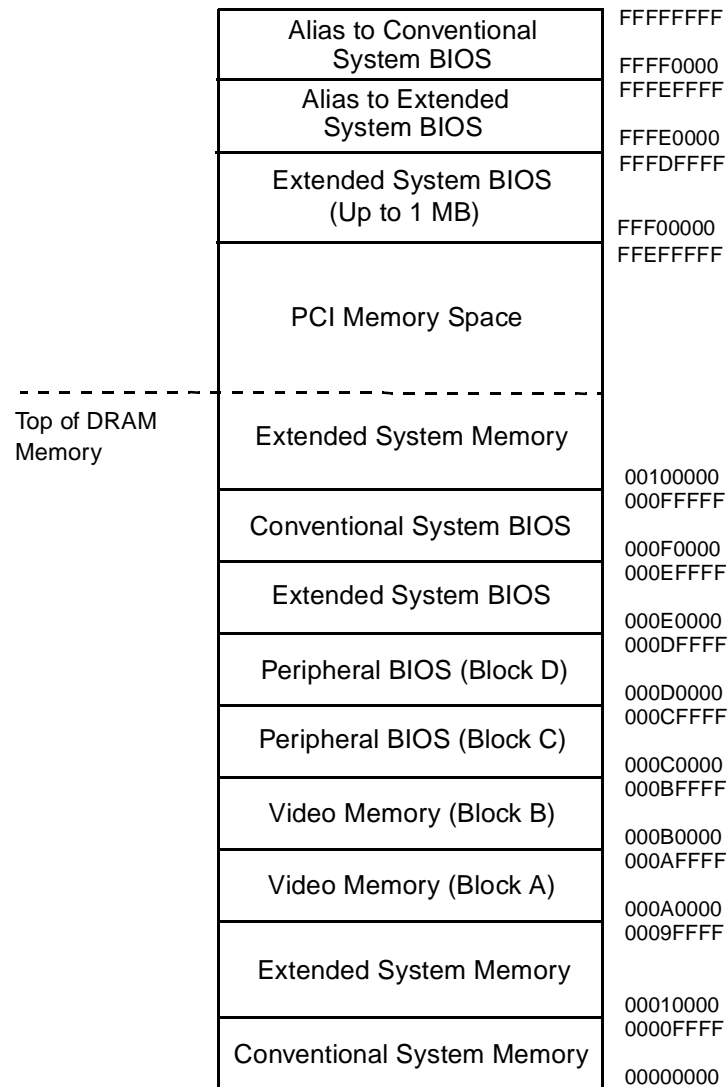 Alias to Conventional
System BIOS
FFFFFFFF
FFFF0000
Alias to Extended
System BIOS
FFFEFFFF
FFFE0000
Extended System BIOS
(Up to 1 MB)
FFFDFFFF
FFF00000
PCI Memory Space
FFEFFFFF
Top of DRAM
Memory
Extended System Memory
00100000
Conventional System BIOS
000FFFFF
000F0000
Extended System BIOS
000EFFFF
000E0000
Peripheral BIOS (Block D)
000DFFFF
000D0000
Peripheral BIOS (Block C)
000CFFFF
000C0000
Video Memory (Block B)
000BFFFF
000B0000
Video Memory (Block A)
000AFFFF
000A0000
Extended System Memory
0009FFFF
00010000
Conventional System Memory
0000FFFF
00000000